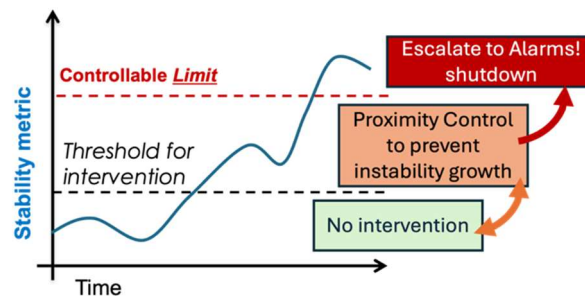 Escalate to Alarms!
shutdown
Controllable Limit
Proximity Control
to prevent
instability growth
Threshold for
intervention
No intervention
Stability metric
Time